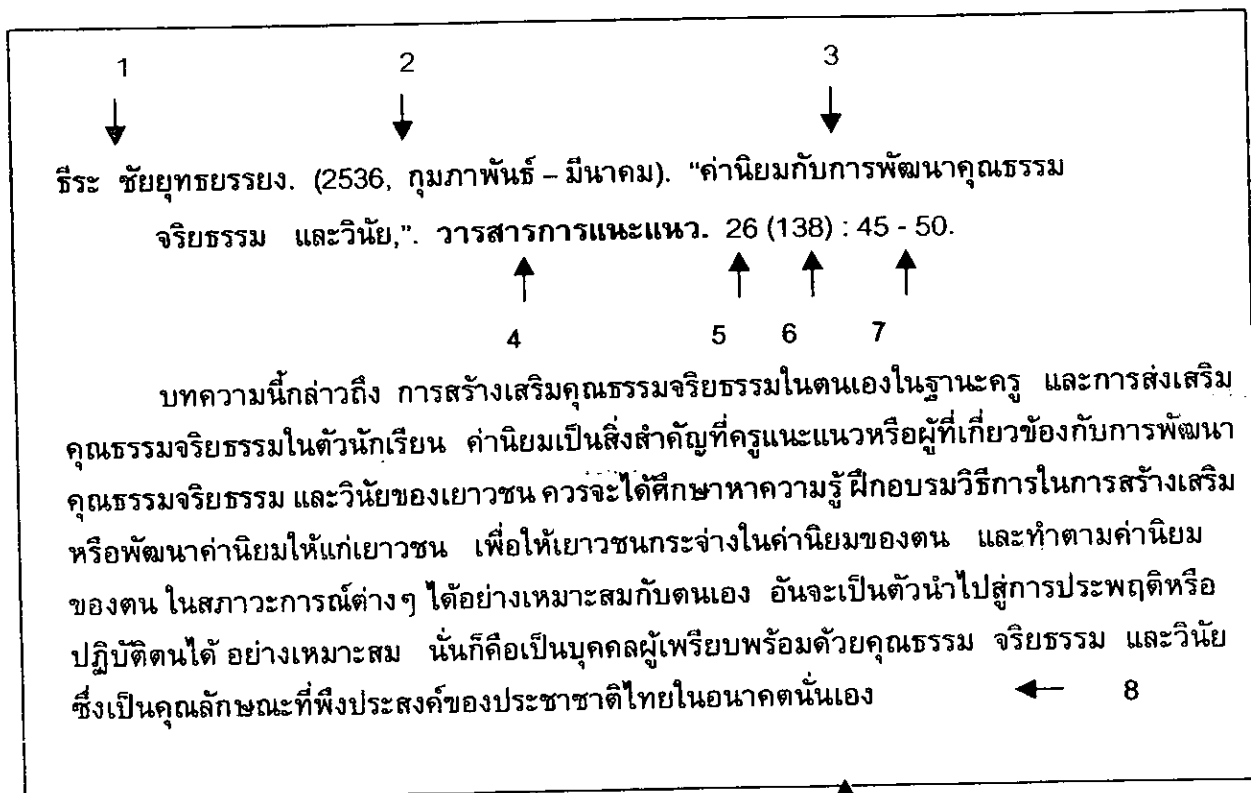 1 2 3
ธีระ ชัยยุทธยรรยง. (2536, กุมภาพันธ์ – มีนาคม). "ค่านิยมกับการพัฒนาคุณธรรม
จริยธรรม และวินัย,". วารสารการแนะแนว. 26 (138) : 45 - 50.
4 5 6 7
บทความนี้กล่าวถึง การสร้างเสริมคุณธรรมจริยธรรมในตนเองในฐานะครู และการส่งเสริม
คุณธรรมจริยธรรมในตัวนักเรียน ค่านิยมเป็นสิ่งสำคัญที่ครูแนะแนวหรือผู้ที่เกี่ยวข้องกับการพัฒนา
คุณธรรมจริยธรรม และวินัยของเยาวชน ควรจะได้ศึกษาหาความรู้ ฝึกอบรมวิธีการในการสร้างเสริม
หรือพัฒนาค่านิยมให้แก่เยาวชน เพื่อให้เยาวชนกระจ่างในค่านิยมของตน และทำตามค่านิยม
ของตน ในสภาวะการณ์ต่างๆ ได้อย่างเหมาะสมกับตนเอง อันจะเป็นตัวนำไปสู่การประพฤติหรือ
ปฏิบัติตนได้ อย่างเหมาะสม นั่นก็คือเป็นบุคคลผู้เพรียบพร้อมด้วยคุณธรรม จริยธรรม และวินัย
ซึ่งเป็นคุณลักษณะที่พึงประสงค์ของประชาชาติไทยในอนาคตนั่นเอง 8